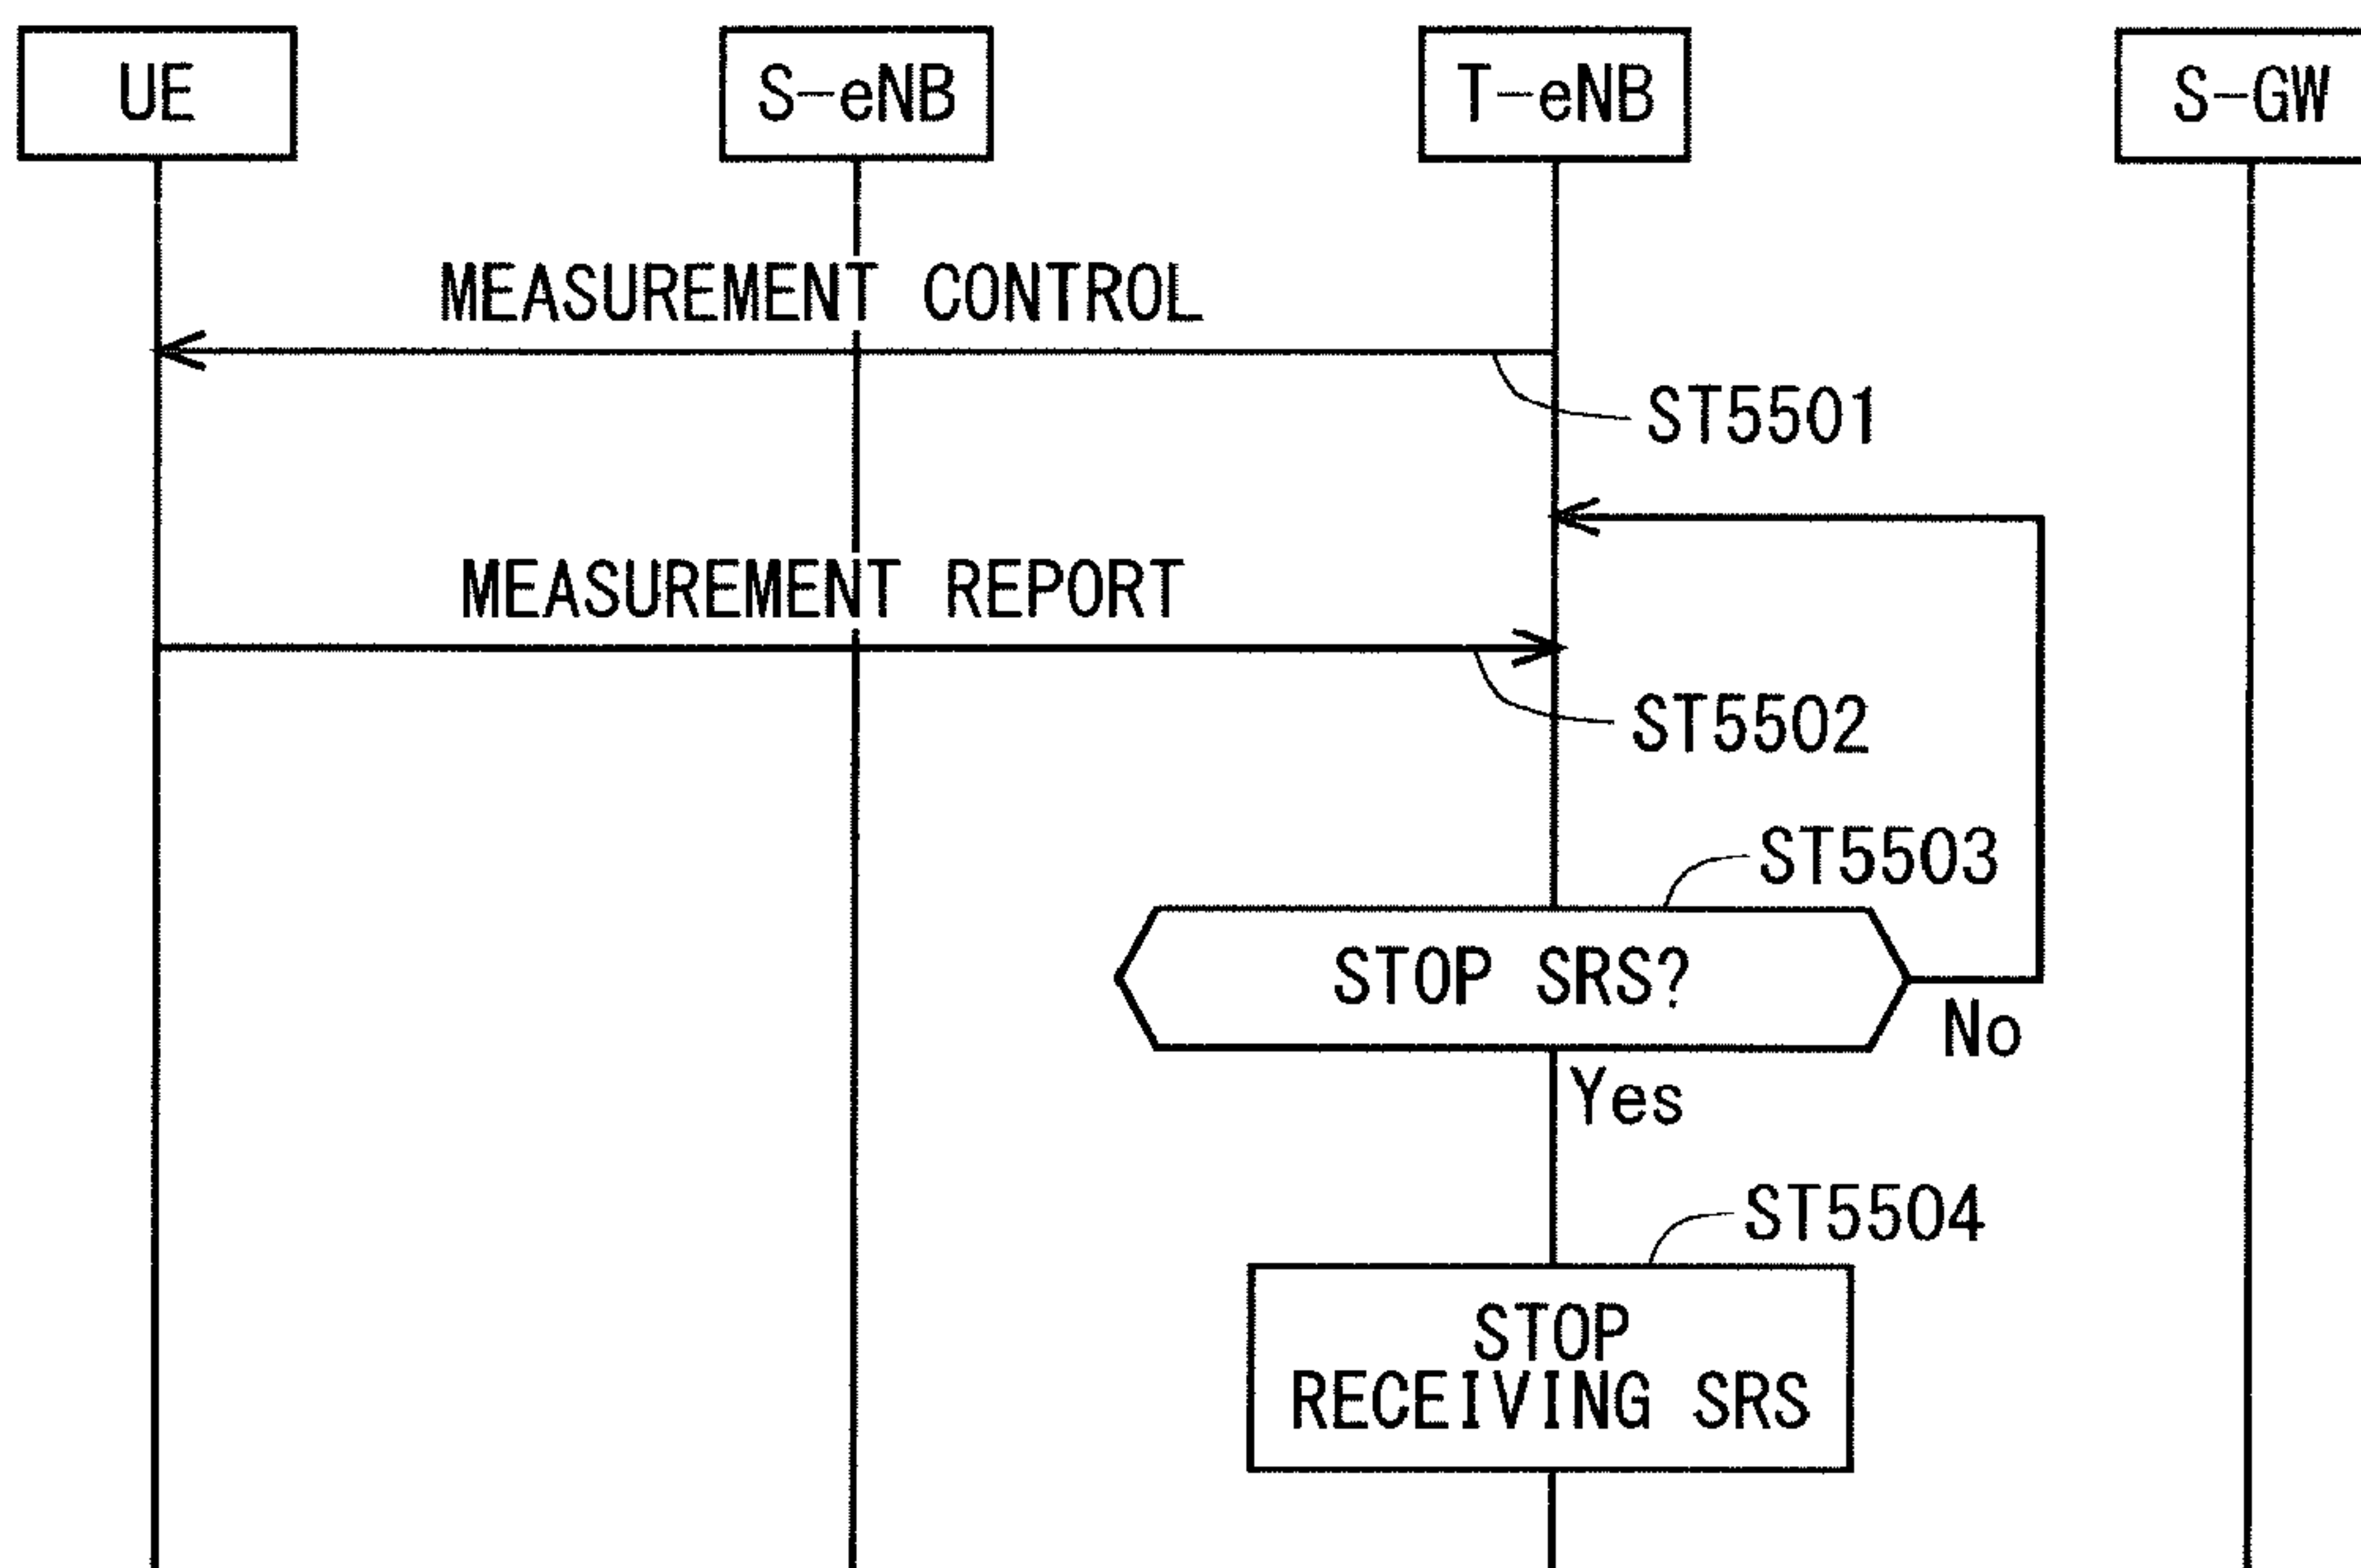 UE
S-eNB
T-eNB
S-GW
MEASUREMENT CONTROL
ST5501
MEASUREMENT REPORT
ST5502
ST5503
STOP SRS?
No
Yes
ST5504
STOP
RECEIVING SRS